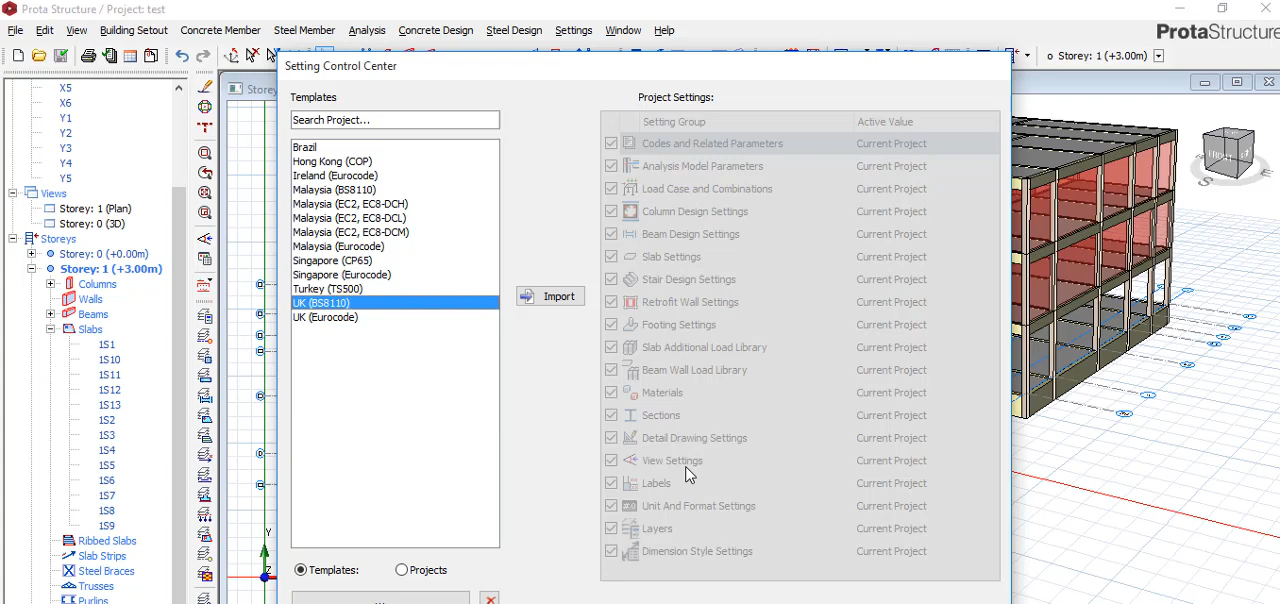 Prota Structure / Project: test
File Edit View Building Setout Concrete Member Steel Member Analysis Concrete Design Steel Design Settings Window Help
ProtaStructure
Storey: 1 (+3.00m)
X5
X6
Y1
Y2
Y3
Y4
Y5
Views
Storey: 1 (Plan)
Storey: 0 (3D)
Storeys
Storey: 0 (+0.00m)
Storey: 1 (+3.00m)
Columns
Walls
Beams
Slabs
1S1
1S10
1S11
1S12
1S13
1S2
1S3
1S4
1S5
1S6
1S7
1S8
1S9
Ribbed Slabs
Slab Strips
Steel Braces
Trusses
Purlins
Storey
Setting Control Center
Templates
Search Project...
Brazil
Hong Kong (COP)
Ireland (Eurocode)
Malaysia (BS8110)
Malaysia (EC2, EC8-DCH)
Malaysia (EC2, EC8-DCL)
Malaysia (EC2, EC8-DCM)
Malaysia (Eurocode)
Singapore (CP65)
Singapore (Eurocode)
Turkey (TS500)
UK (BS8110)
UK (Eurocode)
Templates: Projects
Import
Project Settings:
Setting Group Active Value
Codes and Related Parameters Current Project
Analysis Model Parameters Current Project
Load Case and Combinations Current Project
Column Design Settings Current Project
Beam Design Settings Current Project
Slab Settings Current Project
Stair Design Settings Current Project
Retrofit Wall Settings Current Project
Footing Settings Current Project
Slab Additional Load Library Current Project
Beam Wall Load Library Current Project
Materials Current Project
Sections Current Project
Detail Drawing Settings Current Project
View Settings Current Project
Labels Current Project
Unit And Format Settings Current Project
Layers Current Project
Dimension Style Settings Current Project
FRONT
S
E
Y
Z